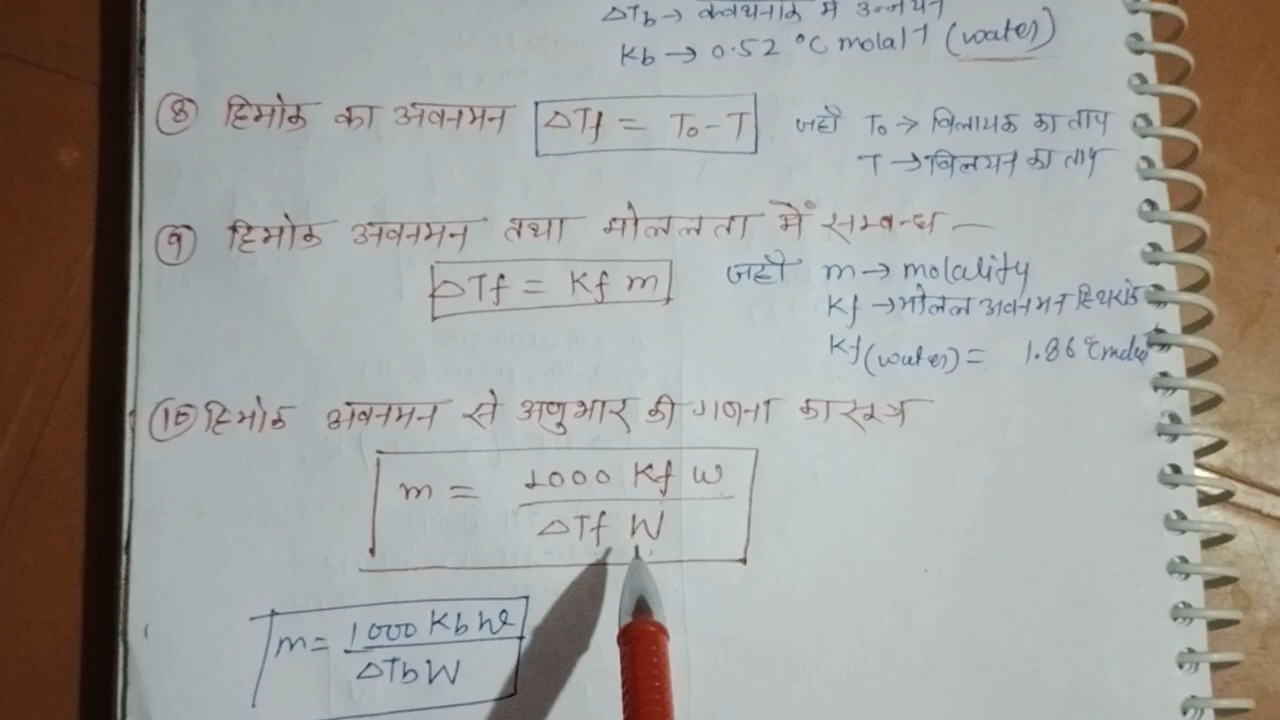 ΔTb → क्वथनांक में उन्नयन
Kb → 0.52 °C molal⁻¹ (water)
⑧ हिमांक का अवनमन ΔTf = T₀ - T जहाँ T₀ → विलायक का ताप
T → विलयन का ताप
⑨ हिमांक अवनमन तथा मोललता में सम्बन्ध —
ΔTf = Kf m जहाँ m → molality
Kf → मोलल अवनमन स्थिरांक
Kf (water) = 1.86 °C molal
⑩ हिमांक अवनमन से अणुभार की गणना का सूत्र
m = 1000 Kf w
ΔTf W
m = 1000 Kb w
ΔTb W